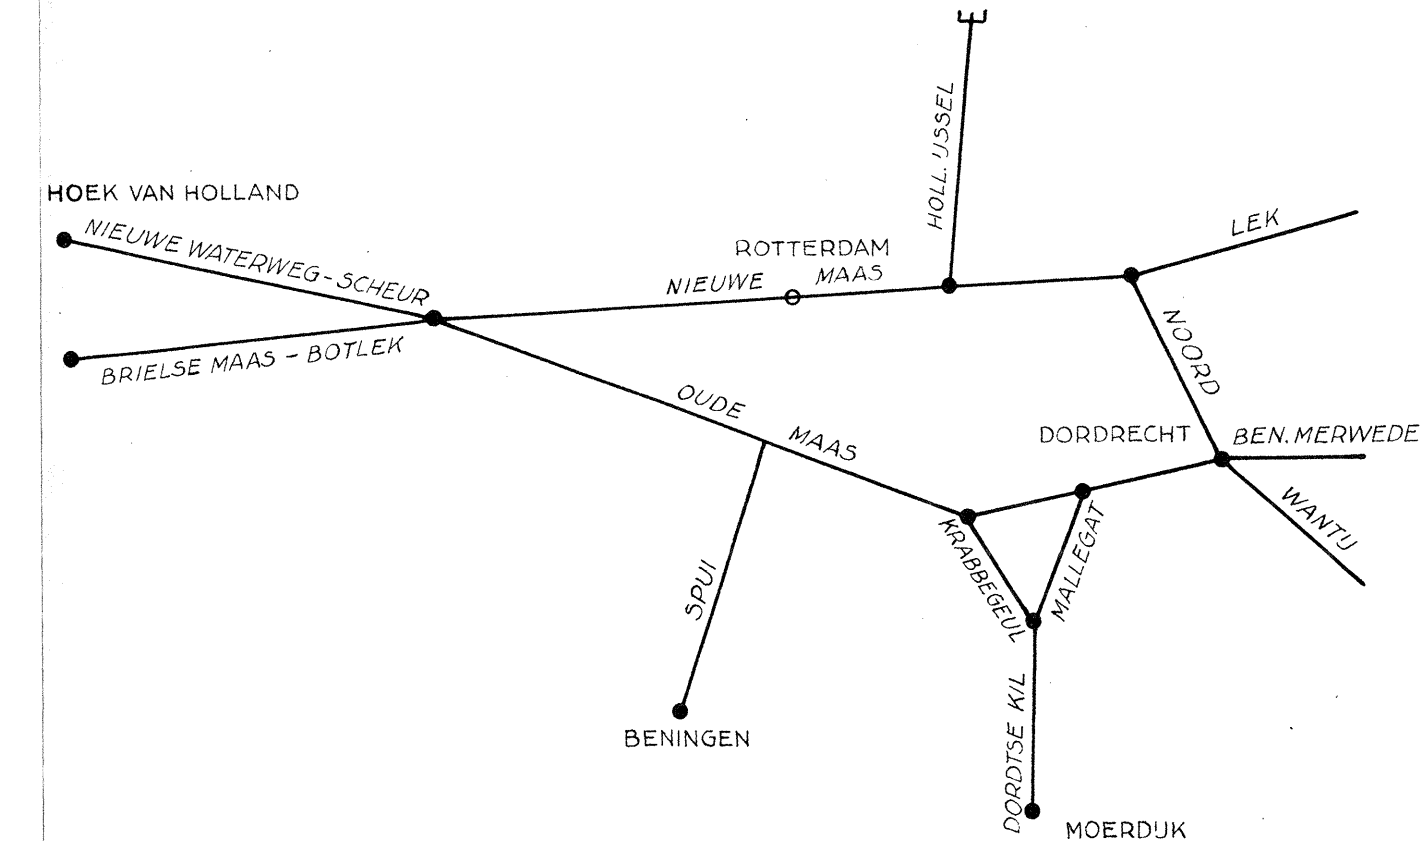 HOLL. IJSSEL
HOEK VAN HOLLAND
NIEUWE WATERWEG-SCHEUR
ROTTERDAM
NIEUWE MAAS
LEK
BRIELSE MAAS - BOTLEK
NOORD
OUDE MAAS
DORDRECHT
BEN. MERWEDE
WANTIJ
KRABBEGEUL
MALLEGAT
SPUI
BENINGEN
DORDTSE KIL
MOERDIJK